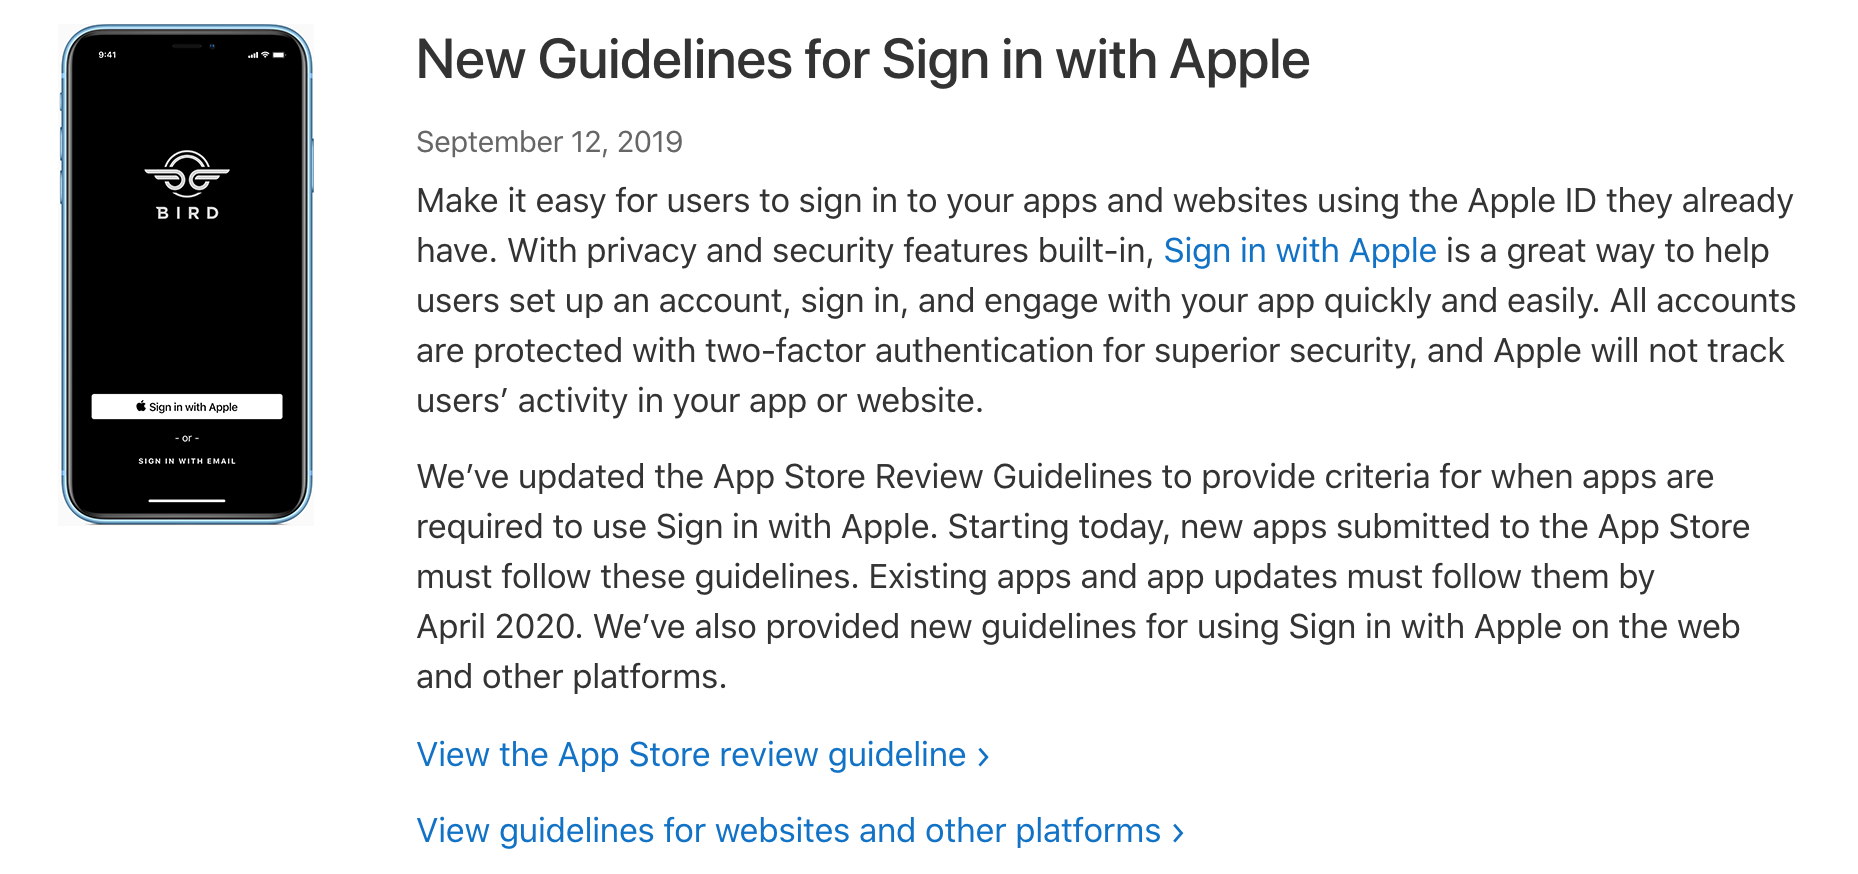 9:41
BIRD
Sign in with Apple
- or -
SIGN IN WITH EMAIL
New Guidelines for Sign in with Apple
September 12, 2019
Make it easy for users to sign in to your apps and websites using the Apple ID they already
have. With privacy and security features built-in, Sign in with Apple is a great way to help
users set up an account, sign in, and engage with your app quickly and easily. All accounts
are protected with two-factor authentication for superior security, and Apple will not track
users’ activity in your app or website.
We’ve updated the App Store Review Guidelines to provide criteria for when apps are
required to use Sign in with Apple. Starting today, new apps submitted to the App Store
must follow these guidelines. Existing apps and app updates must follow them by
April 2020. We’ve also provided new guidelines for using Sign in with Apple on the web
and other platforms.
View the App Store review guideline ›
View guidelines for websites and other platforms ›